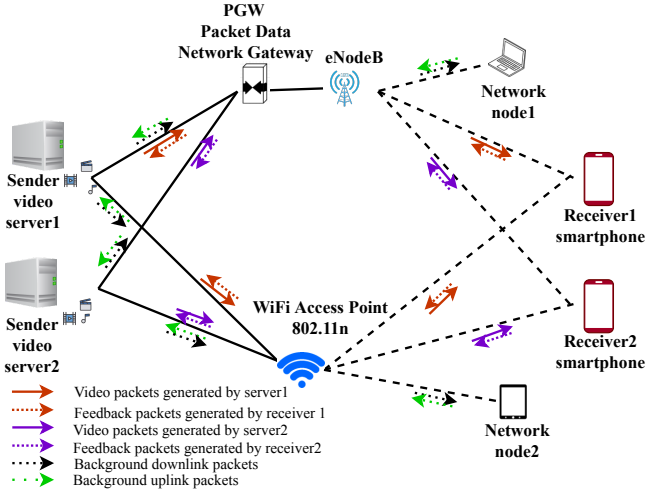 PGW
Packet Data
Network Gateway
eNodeB
Network
node1
Sender
video
server1
Receiver1
smartphone
Sender
video
server2
WiFi Access Point
802.11n
Receiver2
smartphone
Network
node2
Video packets generated by server1
Feedback packets generated by receiver 1
Video packets generated by server2
Feedback packets generated by receiver2
Background downlink packets
Background uplink packets